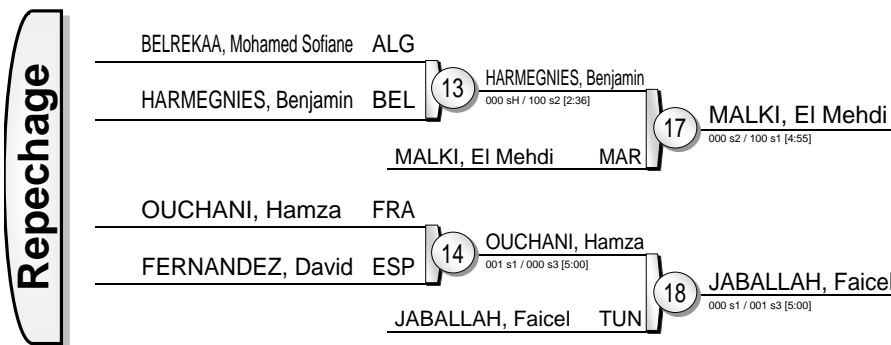 Repechage
BELREKAA, Mohamed Sofiane ALG
HARMEGNIES, Benjamin BEL
13
HARMEGNIES, Benjamin
000 sH / 100 s2 [2:36]
MALKI, El Mehdi MAR
17
MALKI, El Mehdi
000 s2 / 100 s1 [4:55]
OUCHANI, Hamza FRA
FERNANDEZ, David ESP
14
OUCHANI, Hamza
001 s1 / 000 s3 [5:00]
JABALLAH, Faicel TUN
18
JABALLAH, Faicel
000 s1 / 001 s3 [5:00]